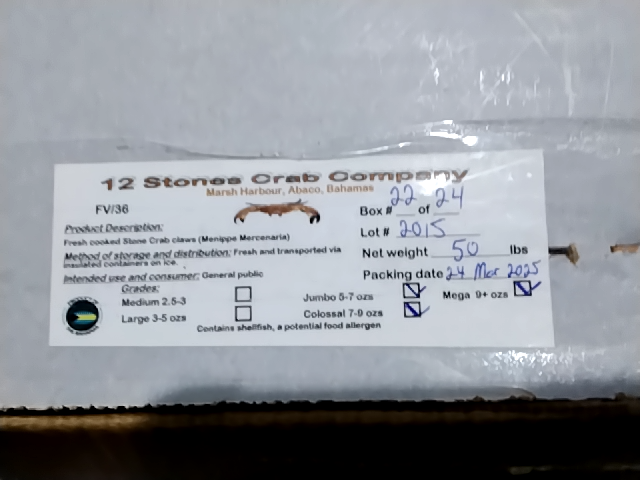 12 Stones Crab Company
Marsh Harbour, Abaco, Bahamas
FV/36
Box # 22 of 24
Lot # 2015
Net weight 50 lbs
Packing date 24 Mar 2025
Product Description:
Fresh cooked Stone Crab claws (Menippe Mercenaria)
Method of storage and distribution: Fresh and transported via
insulated containers on ice.
Intended use and consumer: General public
Grades:
Medium 2.5-3
Large 3-5 ozs
Jumbo 5-7 ozs
Colossal 7-9 ozs
Mega 9+ ozs
Contains shellfish, a potential food allergen